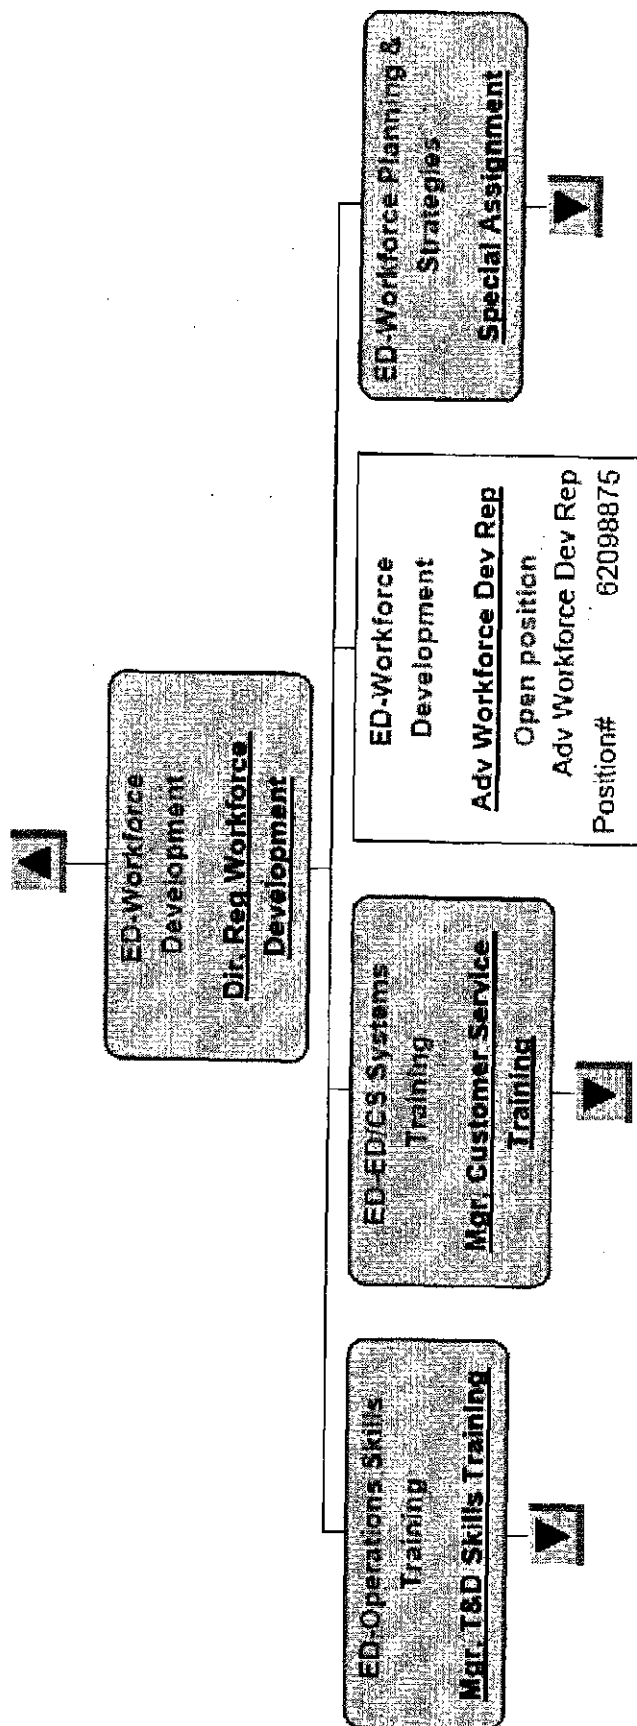 ED-Workforce
Development
Dir. Reg Workforce
Development
ED-Operations Skills
Training
Mgr. T&D Skills Training
ED-ED/CS Systems
Training
Mgr, Customer Service
Training
ED-Workforce
Development
Adv Workforce Dev Rep
Open position
Adv Workforce Dev Rep
Position# 62098875
ED-Workforce Planning &
Strategies
Special Assignment